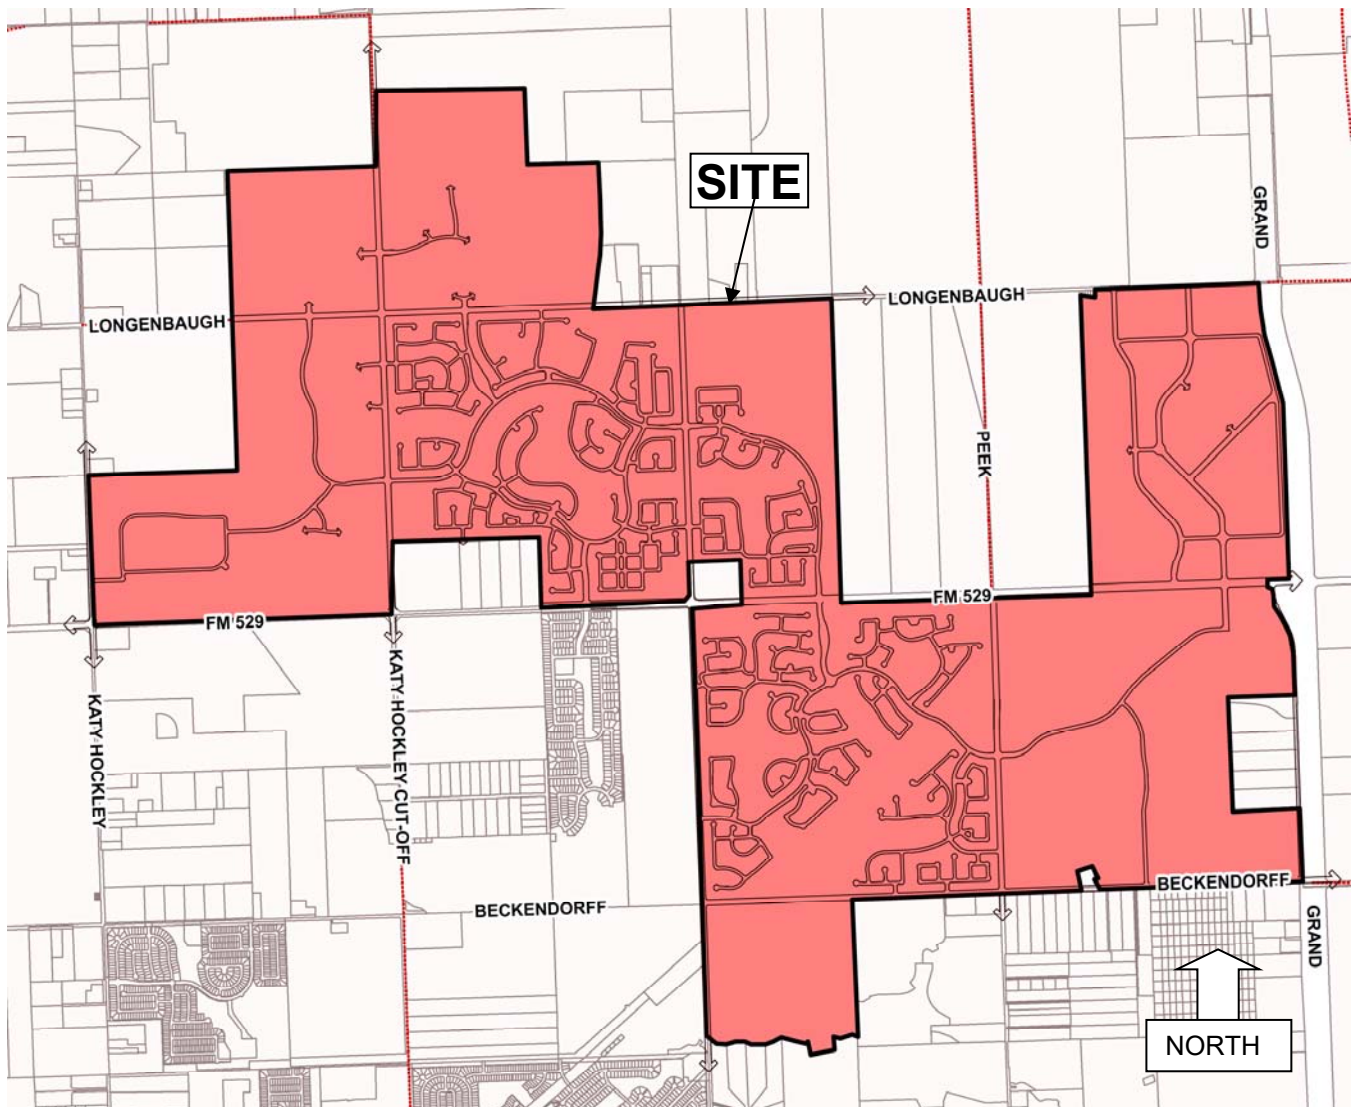 SITE
GRAND
LONGENBAUGH
LONGENBAUGH
PEEK
FM 529
FM 529
KATY HOCKLEY
KATY HOCKLEY CUT-OFF
BECKENDORFF
BECKENDORFF
GRAND
NORTH